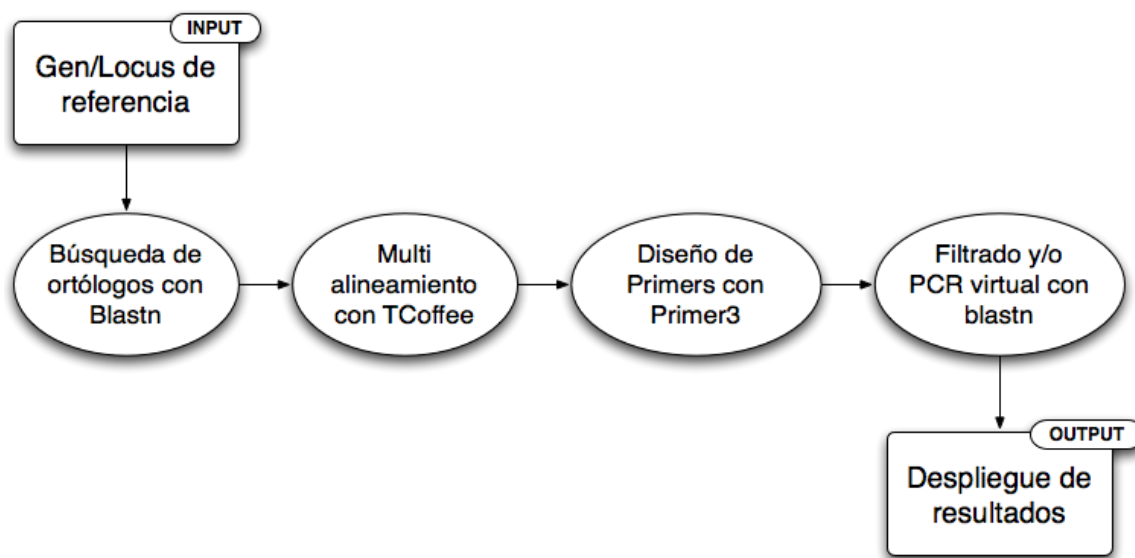 INPUT
Gen/Locus de
referencia
Búsqueda de
ortólogos con
Blastn
Multi
alineamiento
con TCoffee
Diseño de
Primers con
Primer3
Filtrado y/o
PCR virtual con
blastn
OUTPUT
Despliegue de
resultados